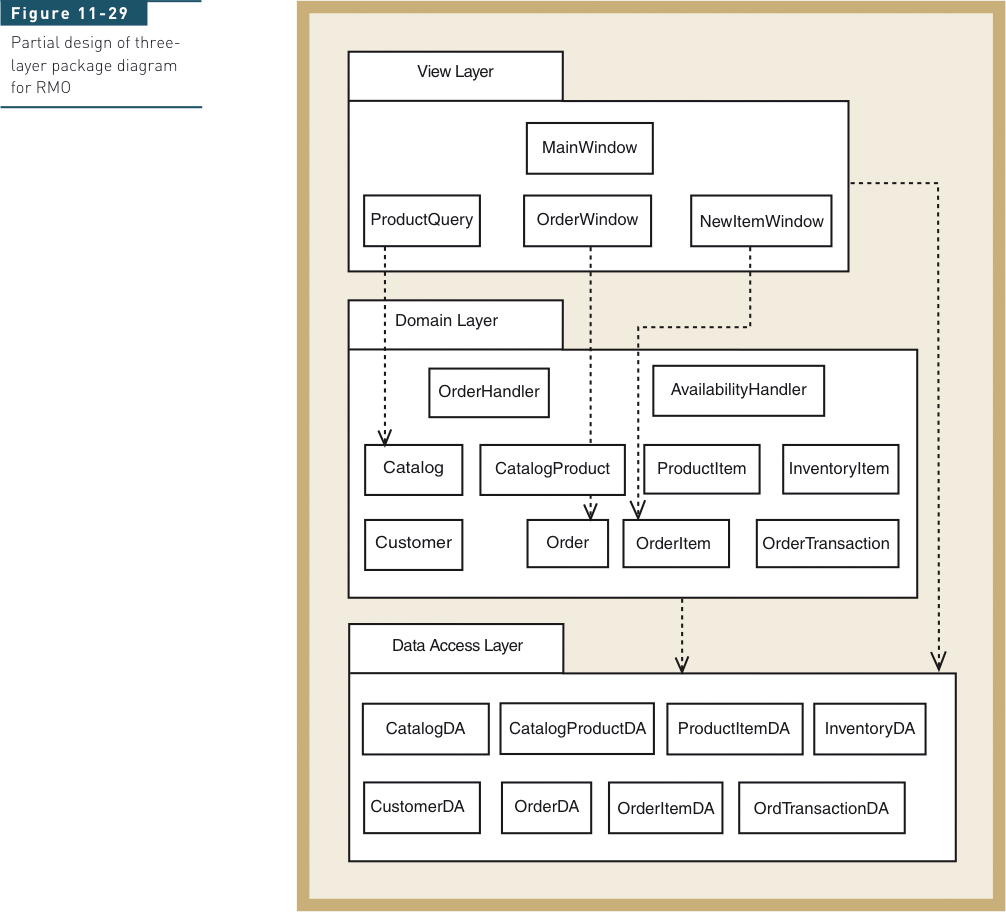 Figure 11-29
Partial design of three-
layer package diagram
for RMO
View Layer
MainWindow
ProductQuery
OrderWindow
NewItemWindow
Domain Layer
OrderHandler
AvailabilityHandler
Catalog
CatalogProduct
ProductItem
InventoryItem
Customer
Order
OrderItem
OrderTransaction
Data Access Layer
CatalogDA
CatalogProductDA
ProductItemDA
InventoryDA
CustomerDA
OrderDA
OrderItemDA
OrdTransactionDA